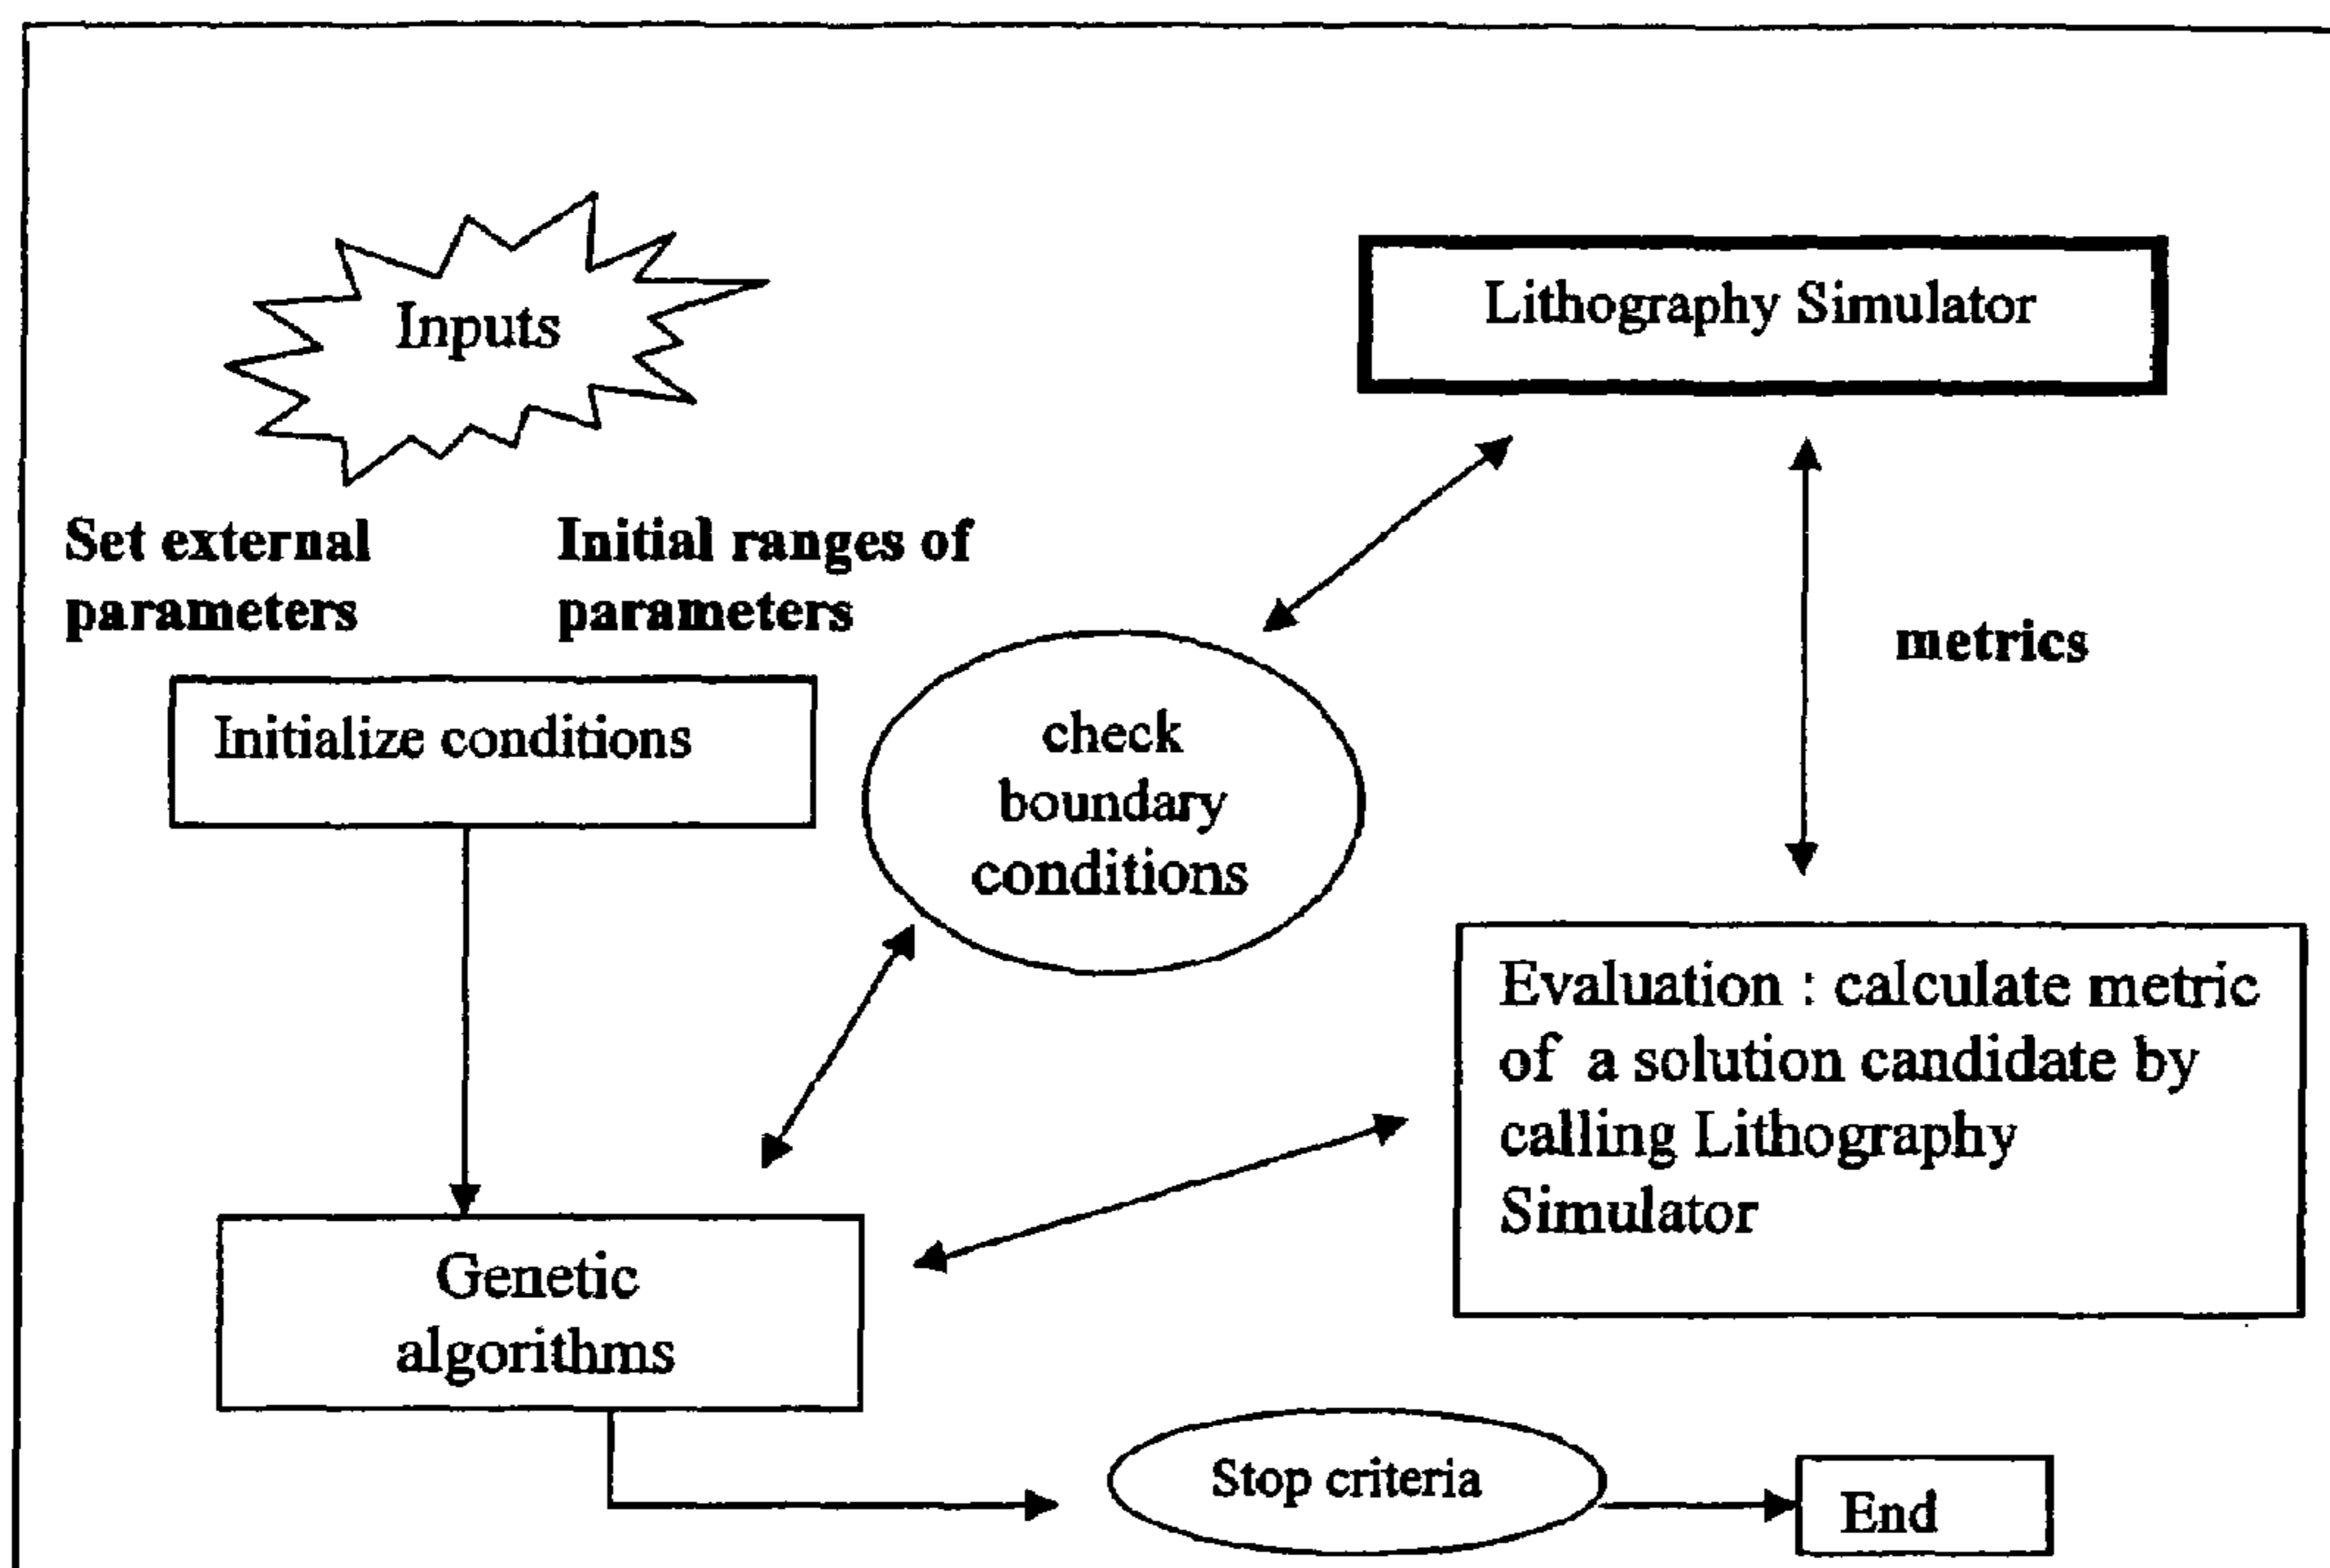 Inputs
Lithography Simulator
Set external
parameters
Initial ranges of
parameters
metrics
Initialize conditions
check
boundary
conditions
Evaluation : calculate metric
of a solution candidate by
calling Lithography
Simulator
Genetic
algorithms
Stop criteria
End